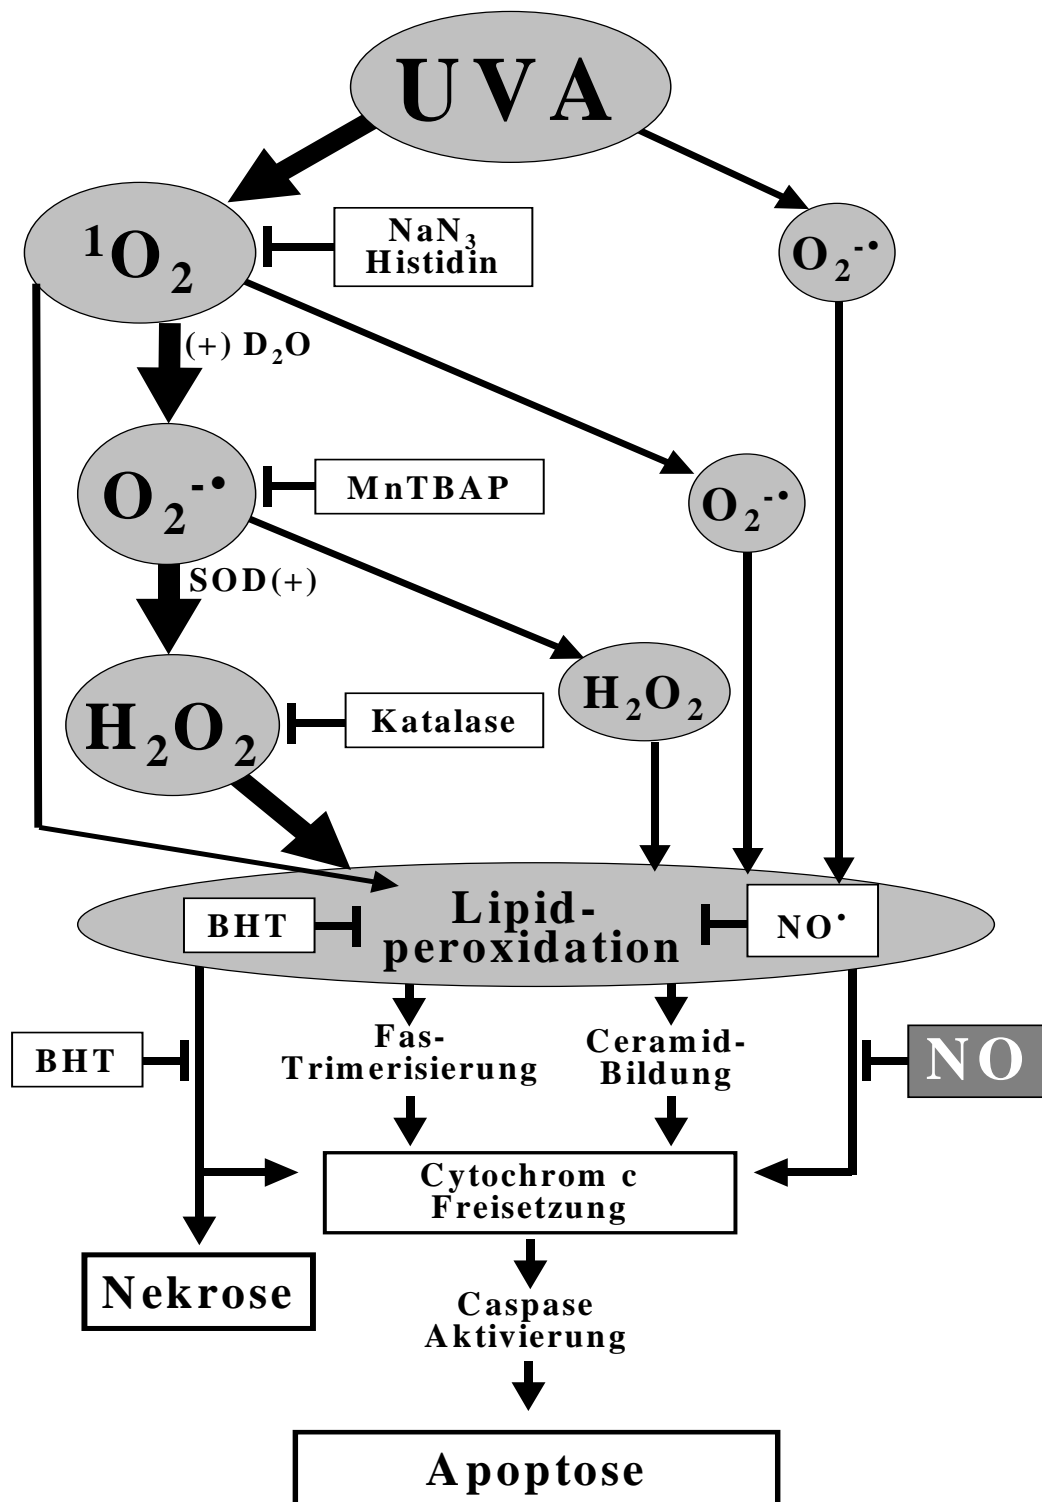 UVA
¹O₂
NaN₃
Histidin
O₂⁻•
(+) D₂O
O₂⁻•
MnTBAP
O₂⁻•
SOD(+)
H₂O₂
H₂O₂
Katalase
Lipid-
peroxidation
BHT
NO•
BHT
Fas-
Trimerisierung
Ceramid-
Bildung
NO
Cytochrom c
Freisetzung
Nekrose
Caspase
Aktivierung
Apoptose